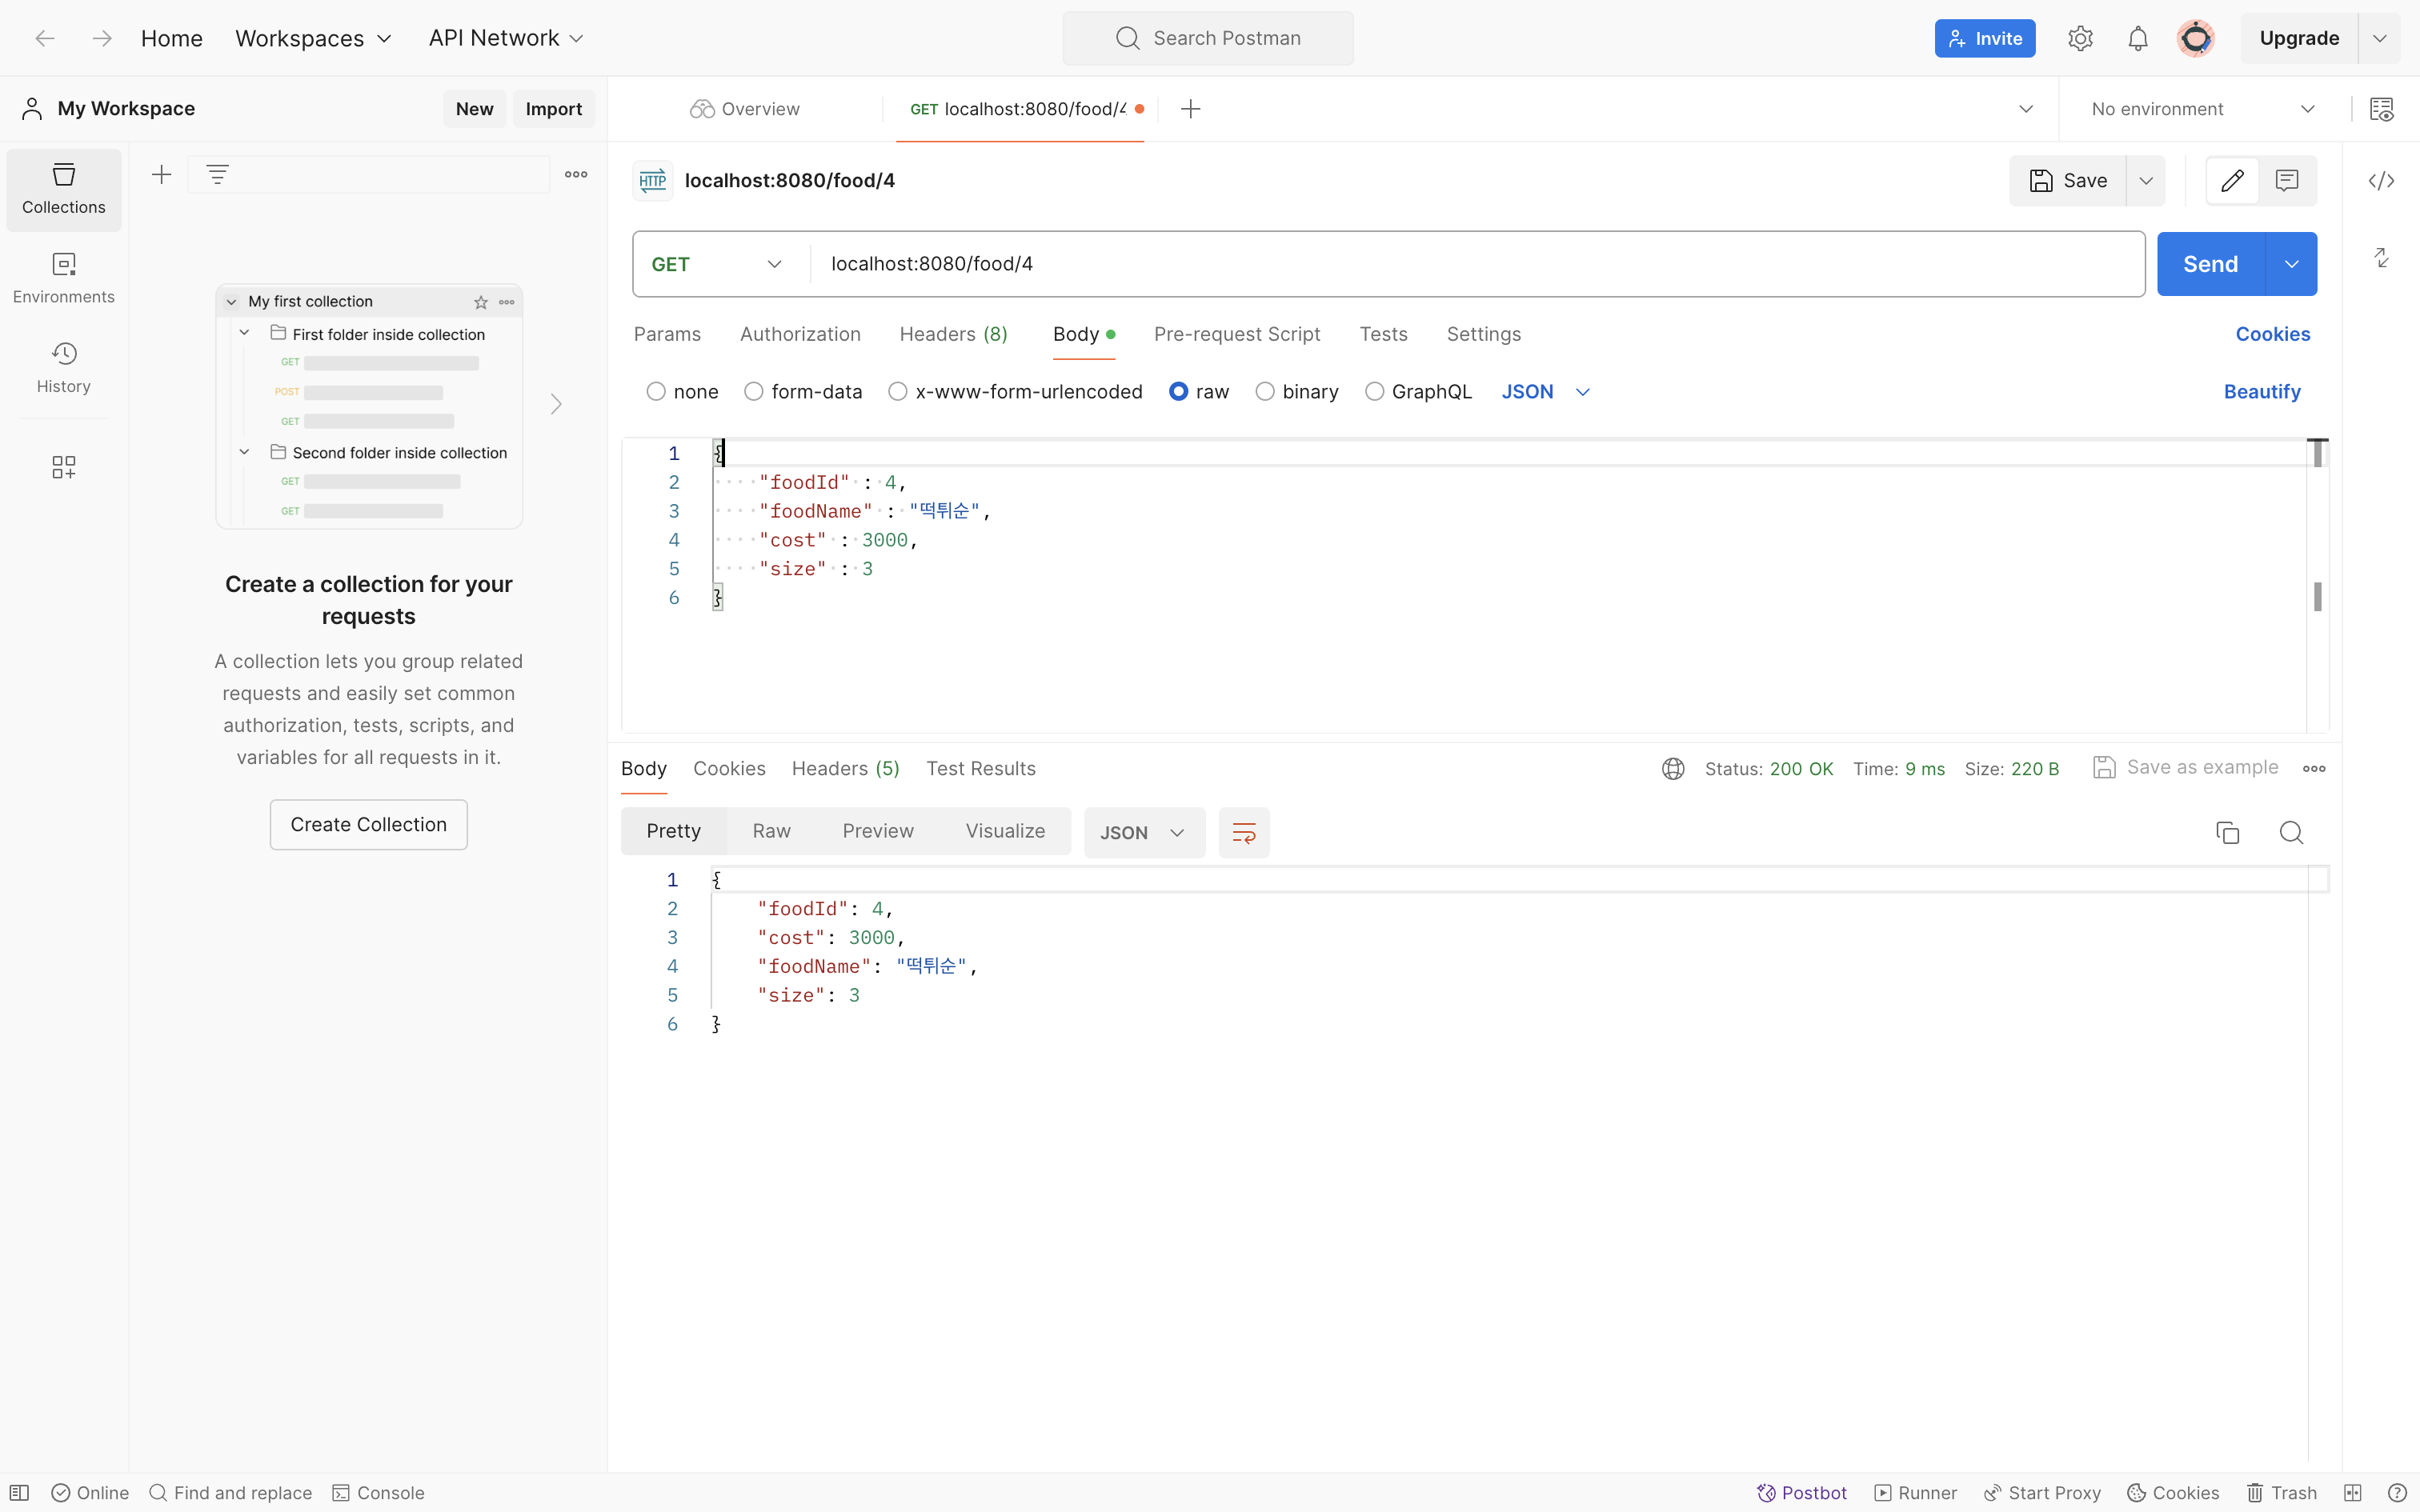 Home Workspaces API Network Search Postman Invite Upgrade
My Workspace New Import Overview GET localhost:8080/food/4 No environment
Collections
Environments
History
My first collection
First folder inside collection
GET
POST
GET
Second folder inside collection
GET
GET
Create a collection for your
requests
A collection lets you group related
requests and easily set common
authorization, tests, scripts, and
variables for all requests in it.
Create Collection
HTTP localhost:8080/food/4 Save
GET localhost:8080/food/4 Send
Params Authorization Headers (8) Body Pre-request Script Tests Settings Cookies
none form-data x-www-form-urlencoded raw binary GraphQL JSON Beautify
1 {
2 "foodId" : 4,
3 "foodName" : "떡튀순",
4 "cost" : 3000,
5 "size" : 3
6 }
Body Cookies Headers (5) Test Results Status: 200 OK Time: 9 ms Size: 220 B Save as example
Pretty Raw Preview Visualize JSON
1 {
2 "foodId": 4,
3 "cost": 3000,
4 "foodName": "떡튀순",
5 "size": 3
6 }
Online Find and replace Console Postbot Runner Start Proxy Cookies Trash